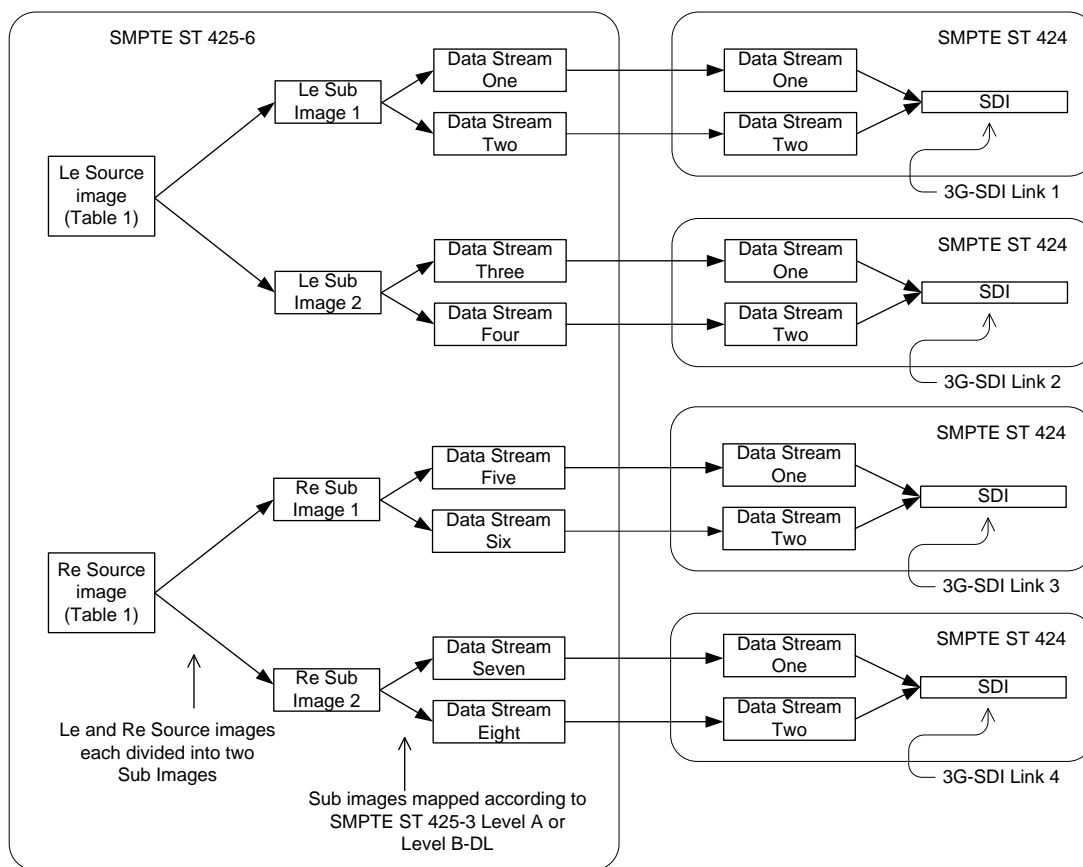 SMPTE ST 425-6
SMPTE ST 424
Le Source
image
(Table 1)
Le Sub
Image 1
Data Stream
One
Data Stream
Two
Data Stream
One
Data Stream
Two
SDI
3G-SDI Link 1
SMPTE ST 424
Le Sub
Image 2
Data Stream
Three
Data Stream
Four
Data Stream
One
Data Stream
Two
SDI
3G-SDI Link 2
SMPTE ST 424
Re Source
image
(Table 1)
Re Sub
Image 1
Data Stream
Five
Data Stream
Six
Data Stream
One
Data Stream
Two
SDI
3G-SDI Link 3
SMPTE ST 424
Re Sub
Image 2
Data Stream
Seven
Data Stream
Eight
Data Stream
One
Data Stream
Two
SDI
3G-SDI Link 4
Le and Re Source images
each divided into two
Sub Images
Sub images mapped according to
SMPTE ST 425-3 Level A or
Level B-DL